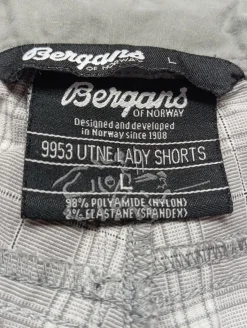 Bergans
OF NORWAY
L
Bergans
OF NORWAY
Designed and developed
in Norway since 1908
9953 UTNE LADY SHORTS
L
98% POLYAMIDE (NYLON)
2% ELASTANE (SPANDEX)